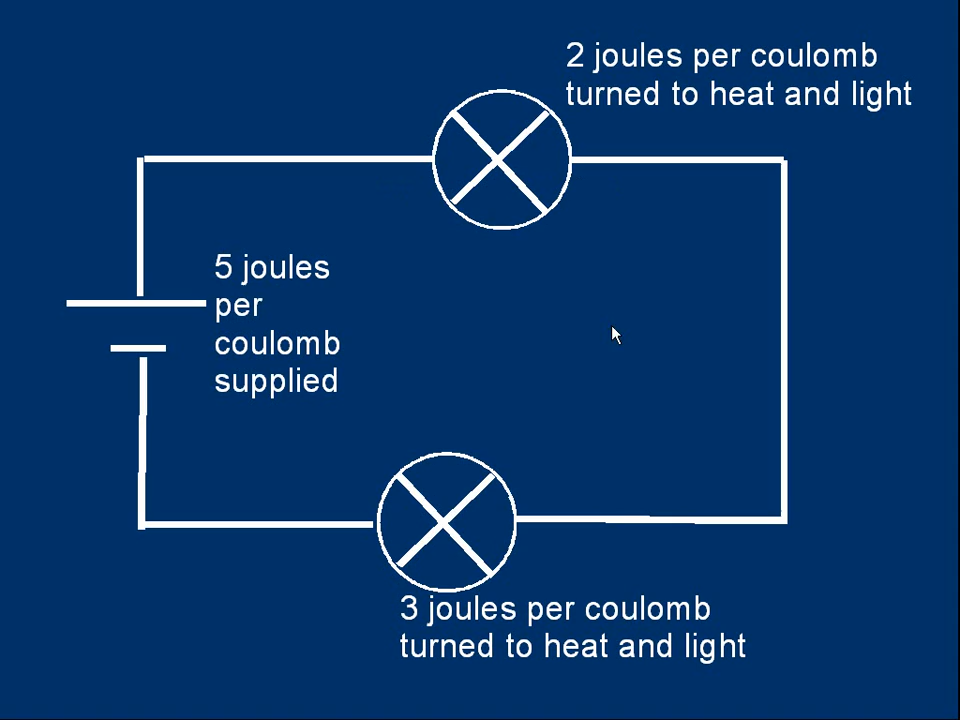 2 joules per coulomb
turned to heat and light
5 joules
per
coulomb
supplied
3 joules per coulomb
turned to heat and light